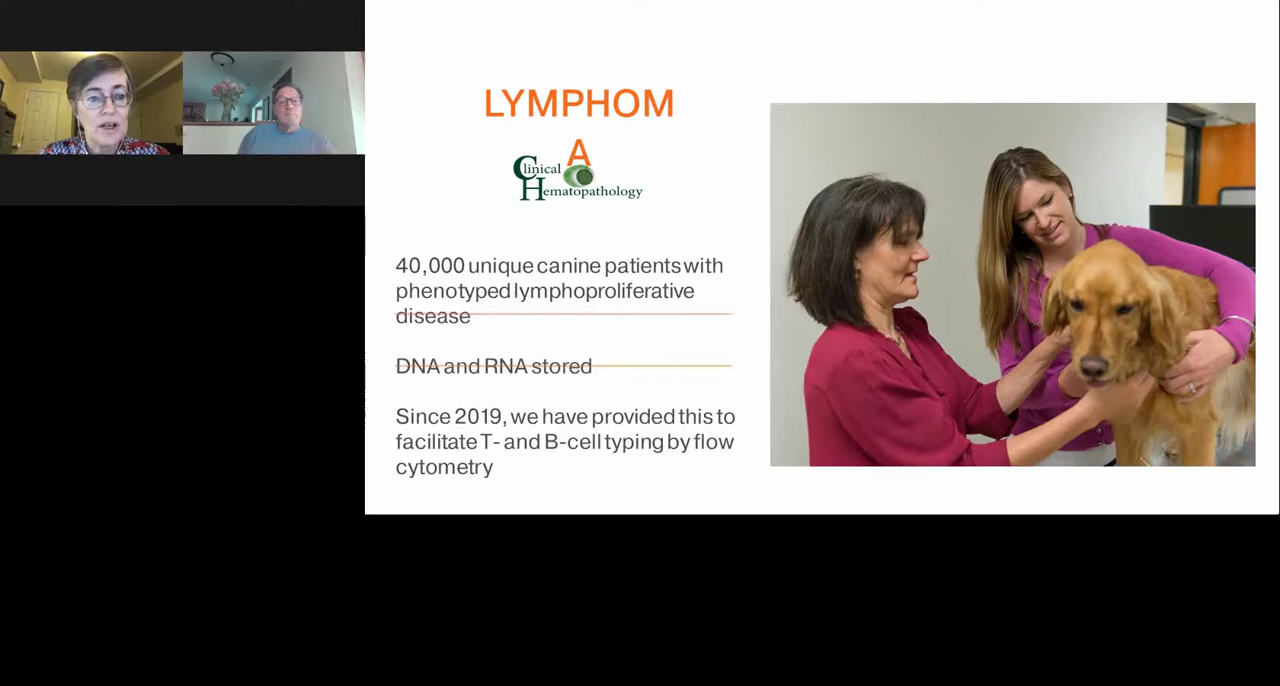 LYMPHOM
A
Clinical
Hematopathology
40,000 unique canine patients with
phenotyped lymphoproliferative
disease
DNA and RNA stored
Since 2019, we have provided this to
facilitate T- and B-cell typing by flow
cytometry